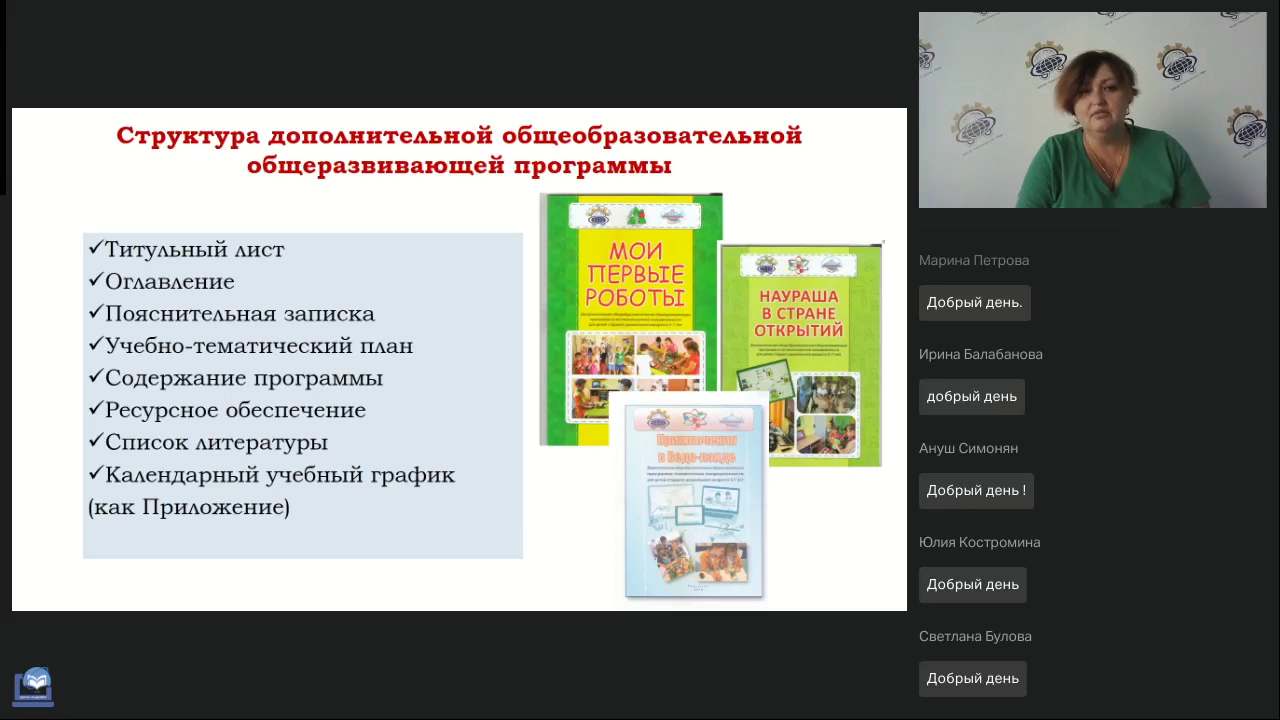 Структура дополнительной общеобразовательной
общеразвивающей программы
✓Титульный лист
✓Оглавление
✓Пояснительная записка
✓Учебно-тематический план
✓Содержание программы
✓Ресурсное обеспечение
✓Список литературы
✓Календарный учебный график
(как Приложение)
МОИ
ПЕРВЫЕ
РОБОТЫ
НАУРАША
В СТРАНЕ
ОТКРЫТИЙ
Приключения
Марина Петрова
Добрый день.
Ирина Балабанова
добрый день
Ануш Симонян
Добрый день !
Юлия Костромина
Добрый день
Светлана Булова
Добрый день